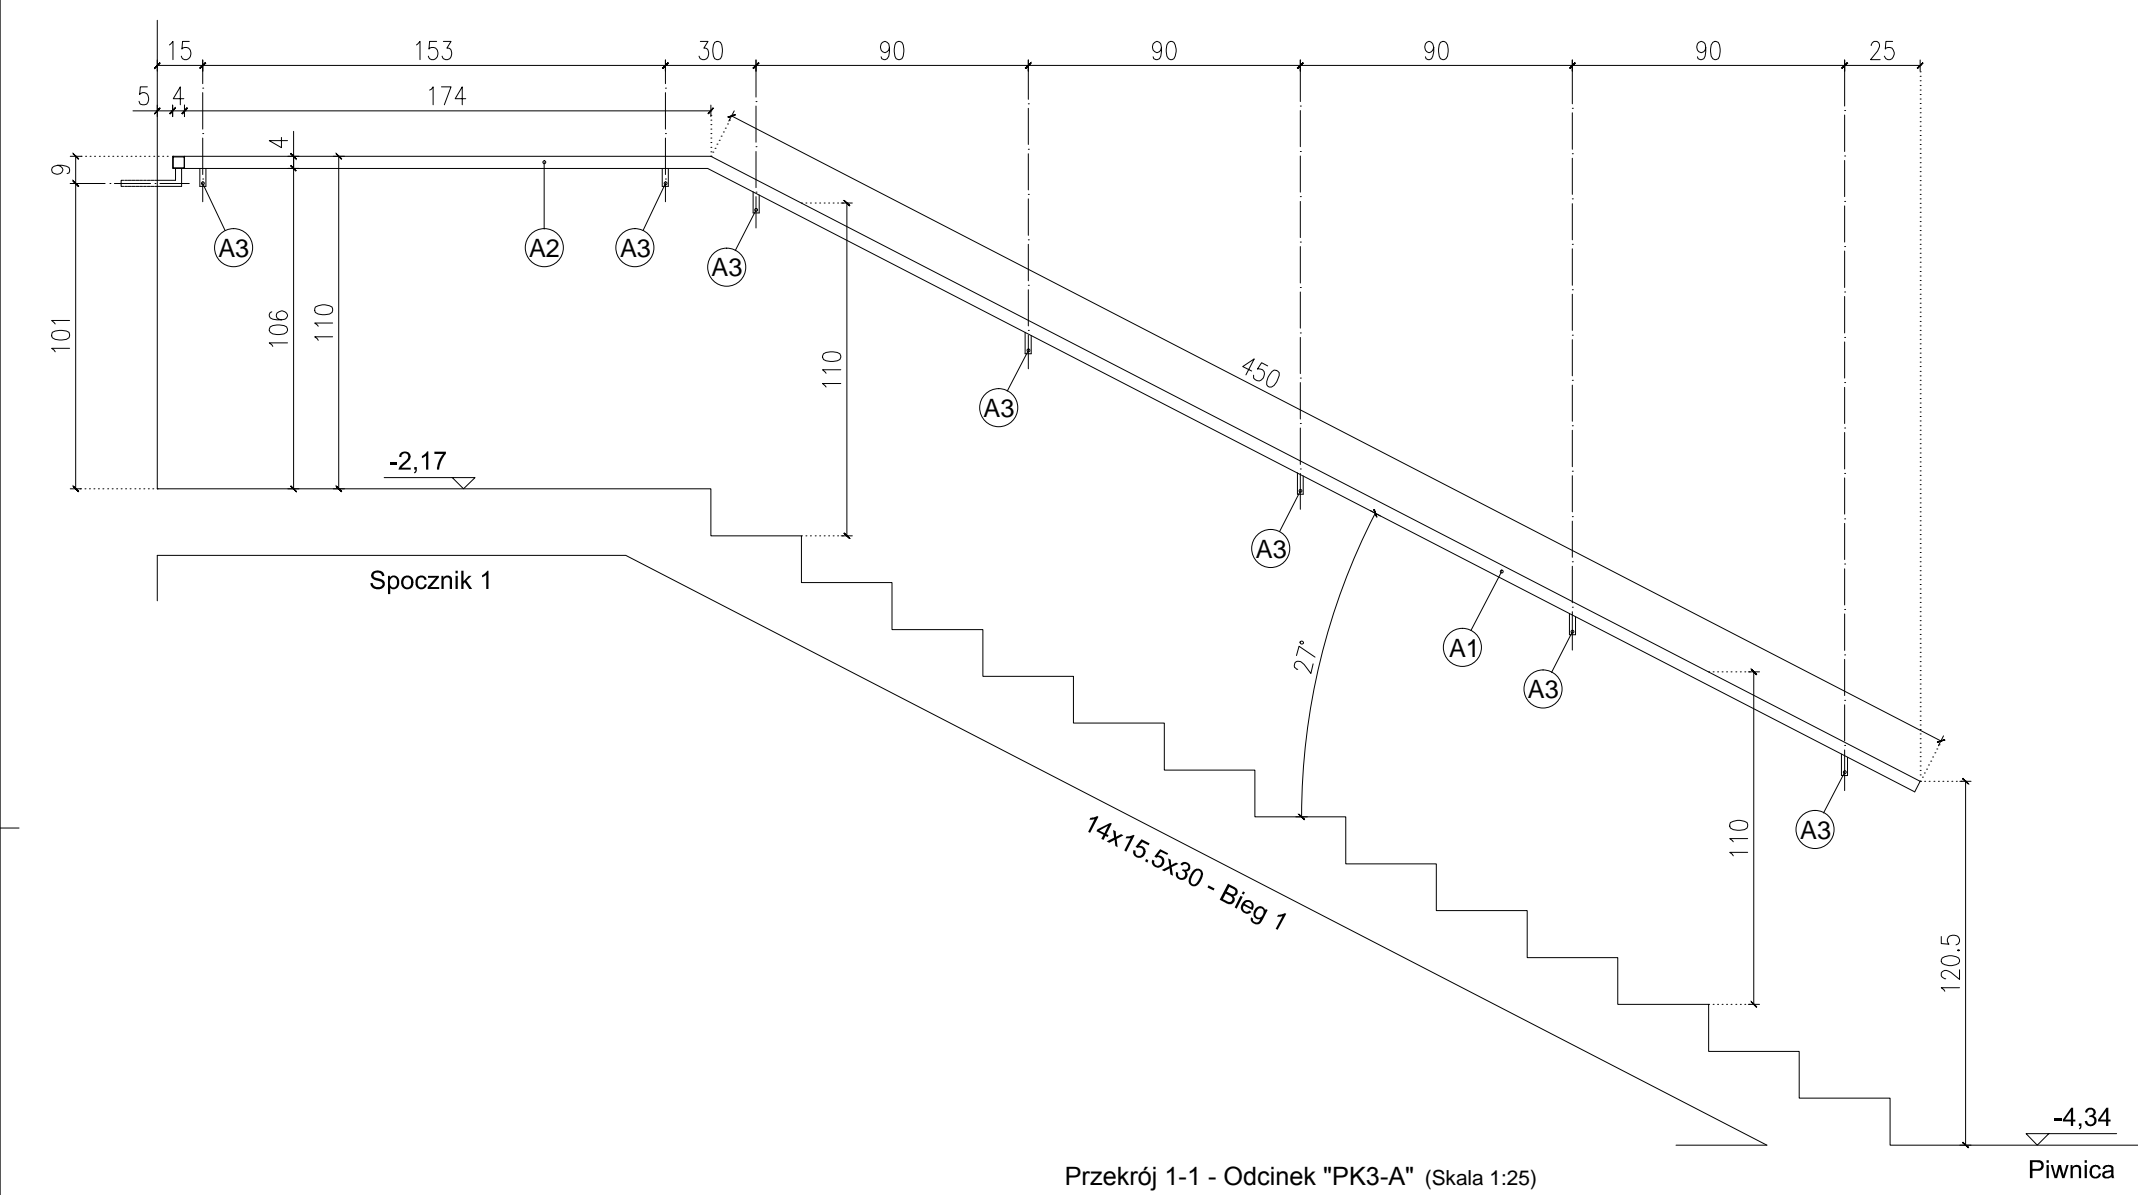 15 153 30 90 90 90 90 25
5 4 174
4
9
A3 A2 A3 A3
101 106 110 110
450
A3
-2,17
A3
Spocznik 1
27°
A1
A3
14x15.5x30 - Bieg 1
110
A3
120.5
-4,34
Piwnica
Przekrój 1-1 - Odcinek "PK3-A" (Skala 1:25)